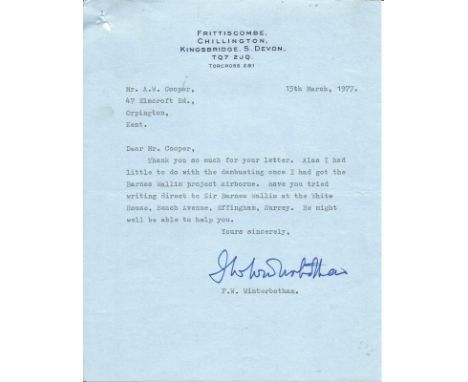 FRITTISCOMBE,
CHILLINGTON,
KINGSBRIDGE, S. DEVON,
TQ7 2JQ.
TORCROSS 281
Mr. A.W. Cooper,
15th March, 1977.
47 Elmcroft Rd.,
Orpington,
Kent.
Dear Mr. Cooper,
Thank you so much for your letter. Alas I had
little to do with the dambusting once I had got the
Barnes Wallis project airborne. Have you tried
writing direct to Sir Barnes Wallis at the White
House, Beach Avenue, Effingham, Surrey. He might
well be able to help you.
Yours sincerely,
F W Winterbotham
F.W. Winterbotham.